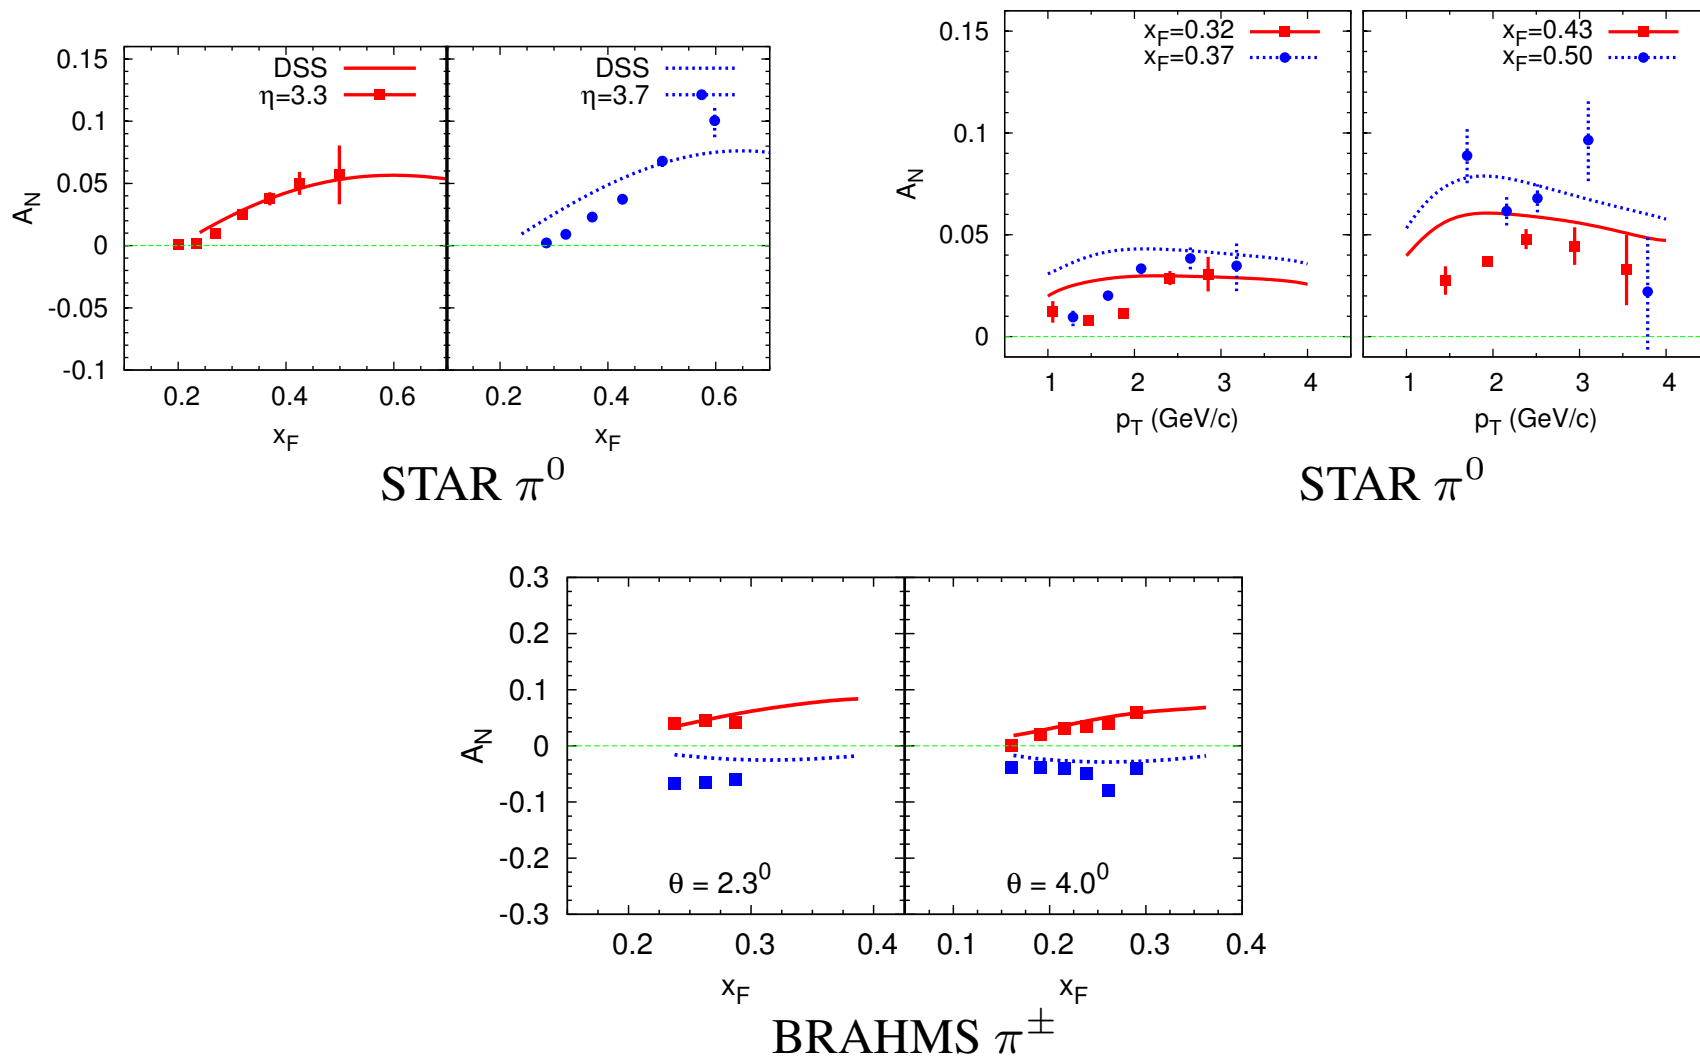 0.15
0.1
0.05
0
-0.05
-0.1
A_N
DSS
η=3.3
DSS
η=3.7
0.2 0.4 0.6 0.2 0.4 0.6
x_F x_F
STAR π^0
0.15
0.1
0.05
0
A_N
x_F=0.32
x_F=0.37
x_F=0.43
x_F=0.50
1 2 3 4 1 2 3 4
p_T (GeV/c) p_T (GeV/c)
STAR π^0
0.3
0.2
0.1
0
-0.1
-0.2
-0.3
A_N
θ = 2.3^0 θ = 4.0^0
0.2 0.3 0.4 0.1 0.2 0.3 0.4
x_F x_F
BRAHMS π^±